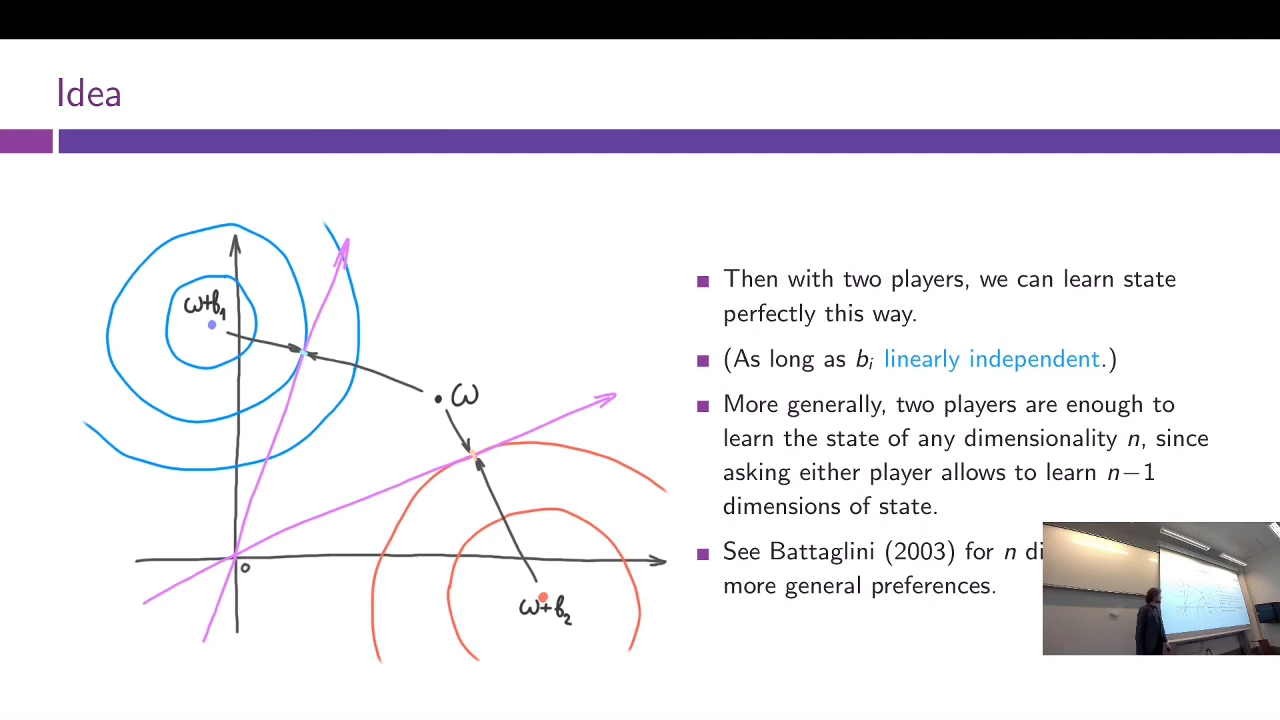 Idea
ω+b₁
ω
0
ω+b₂
Then with two players, we can learn state
perfectly this way.
(As long as bᵢ linearly independent.)
More generally, two players are enough to
learn the state of any dimensionality n, since
asking either player allows to learn n−1
dimensions of state.
See Battaglini (2003) for n di
more general preferences.